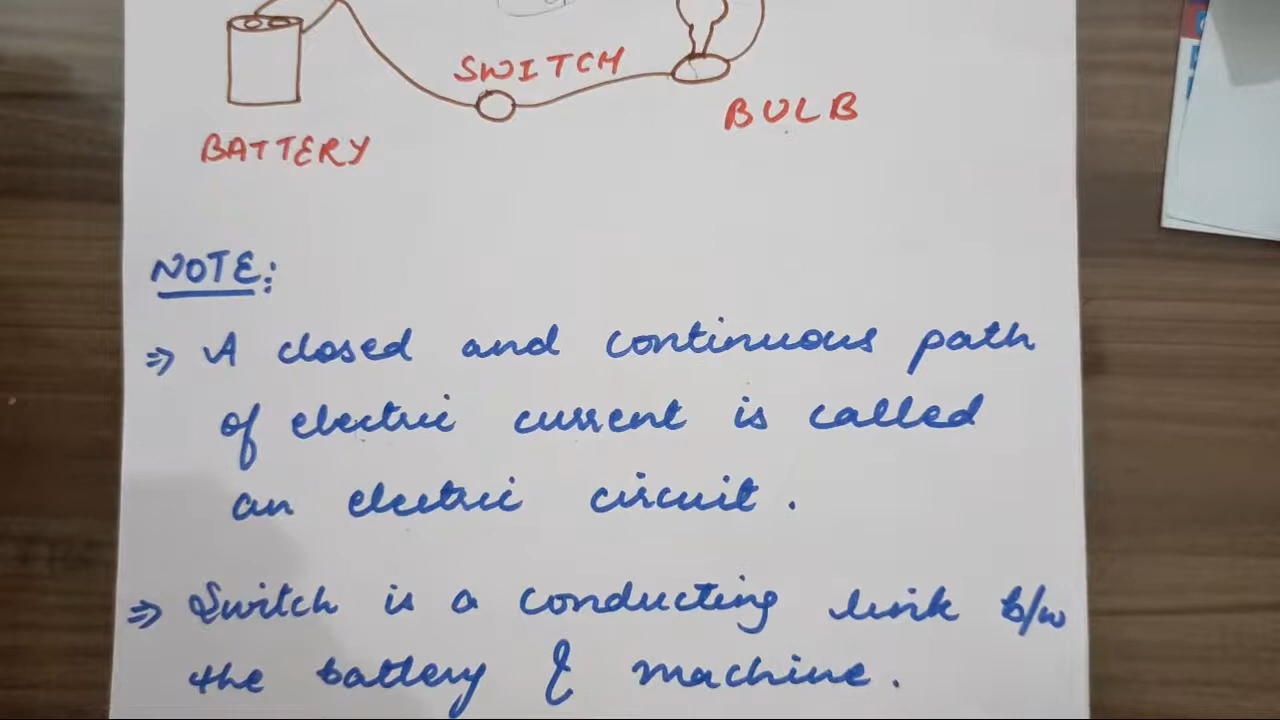 SWITCH
BULB
BATTERY
NOTE:
⇒ A closed and continuous path
of electric current is called
an electric circuit.
⇒ Switch is a conducting link b/w
the battery & machine.